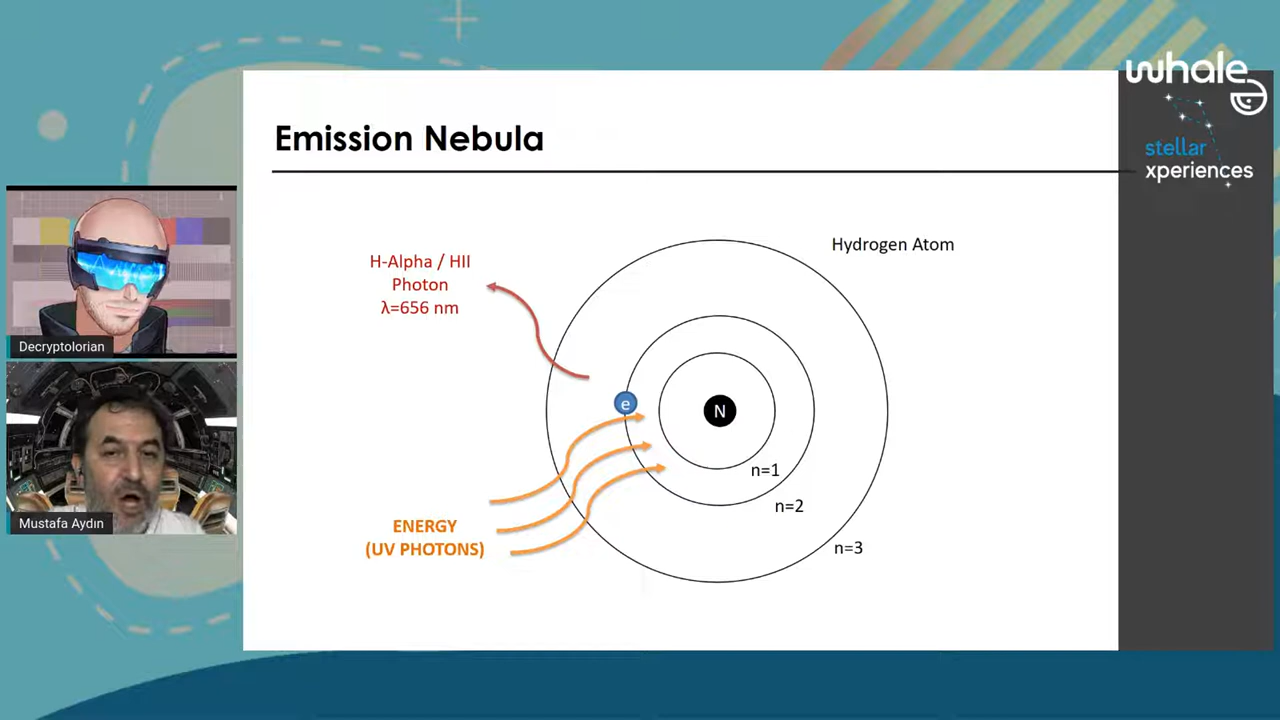 whale
stellar
xperiences
Emission Nebula
Hydrogen Atom
H-Alpha / HII
Photon
λ=656 nm
e
N
n=1
n=2
n=3
ENERGY
(UV PHOTONS)
Decryptolorian
Mustafa Aydın